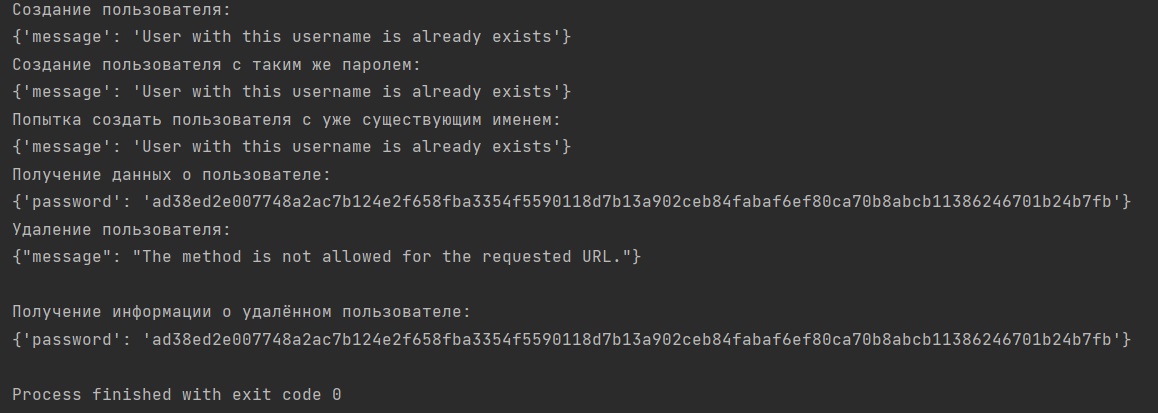 Создание пользователя:
{'message': 'User with this username is already exists'}
Создание пользователя с таким же паролем:
{'message': 'User with this username is already exists'}
Попытка создать пользователя с уже существующим именем:
{'message': 'User with this username is already exists'}
Получение данных о пользователе:
{'password': 'ad38ed2e007748a2ac7b124e2f658fba3354f5590118d7b13a902ceb84fabaf6ef80ca70b8abcb11386246701b24b7fb'}
Удаление пользователя:
{"message": "The method is not allowed for the requested URL."}
Получение информации о удалённом пользователе:
{'password': 'ad38ed2e007748a2ac7b124e2f658fba3354f5590118d7b13a902ceb84fabaf6ef80ca70b8abcb11386246701b24b7fb'}
Process finished with exit code 0